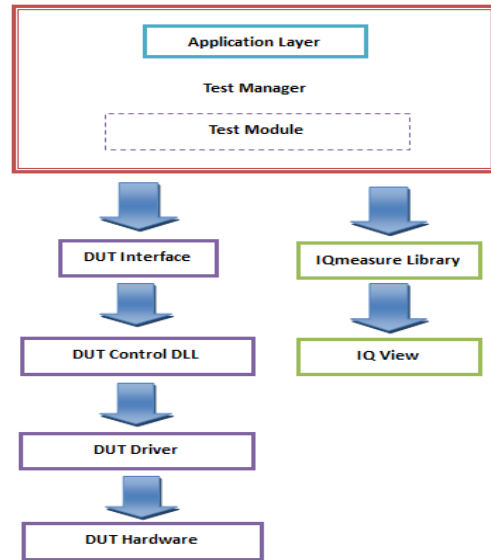 Application Layer
Test Manager
Test Module
DUT Interface
IQmeasure Library
DUT Control DLL
IQ View
DUT Driver
DUT Hardware